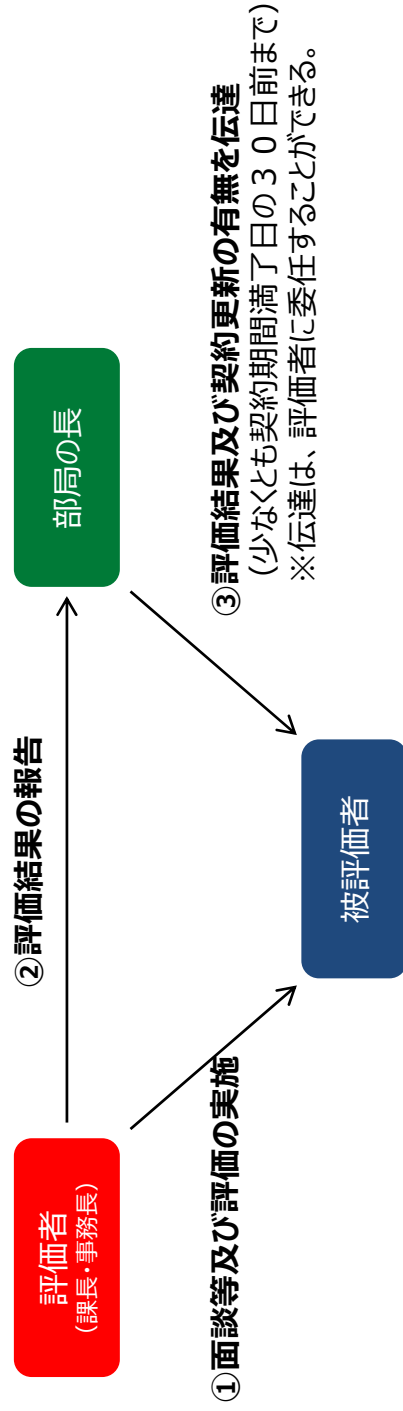 評価者
(課長・事務長)
②評価結果の報告
部局の長
①面談等及び評価の実施
③評価結果及び契約更新の有無を伝達
(少なくとも契約期間満了日の３０日前まで)
※伝達は、評価者に委任することができる。
被評価者